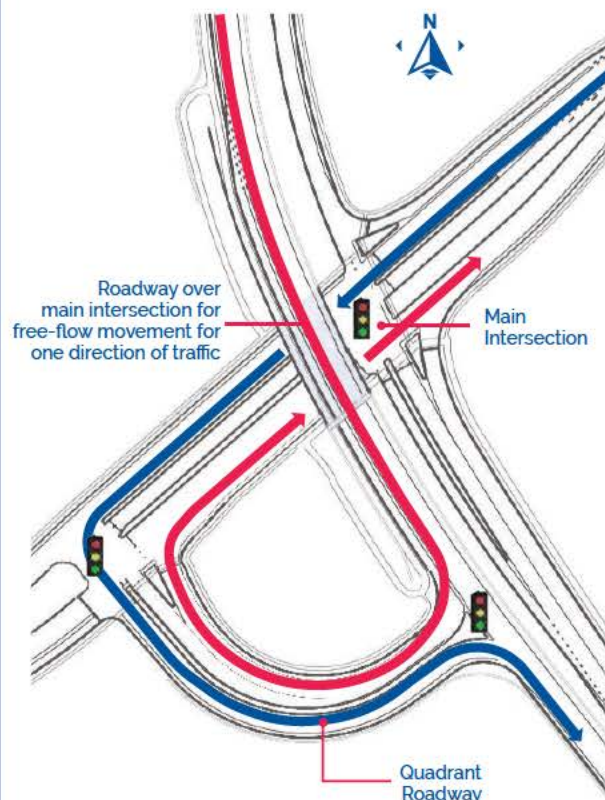 N
Roadway over
main intersection for
free-flow movement for
one direction of traffic
Main
Intersection
Quadrant
Roadway